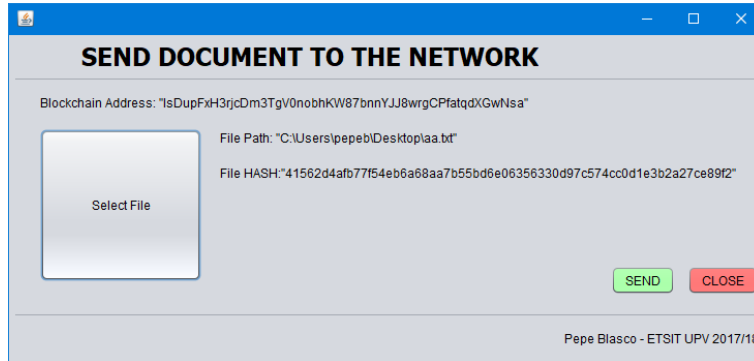 SEND DOCUMENT TO THE NETWORK
Blockchain Address: "IsDupFxH3rjcDm3TgV0nobhKW87bnnYJJ8wrgCPfatqdXGwNsa"
File Path: "C:\Users\pepeb\Desktop\aa.txt"
File HASH:"41562d4afb77f54eb6a68aa7b55bd6e06356330d97c574cc0d1e3b2a27ce89f2"
Select File
SEND CLOSE
Pepe Blasco - ETSIT UPV 2017/18